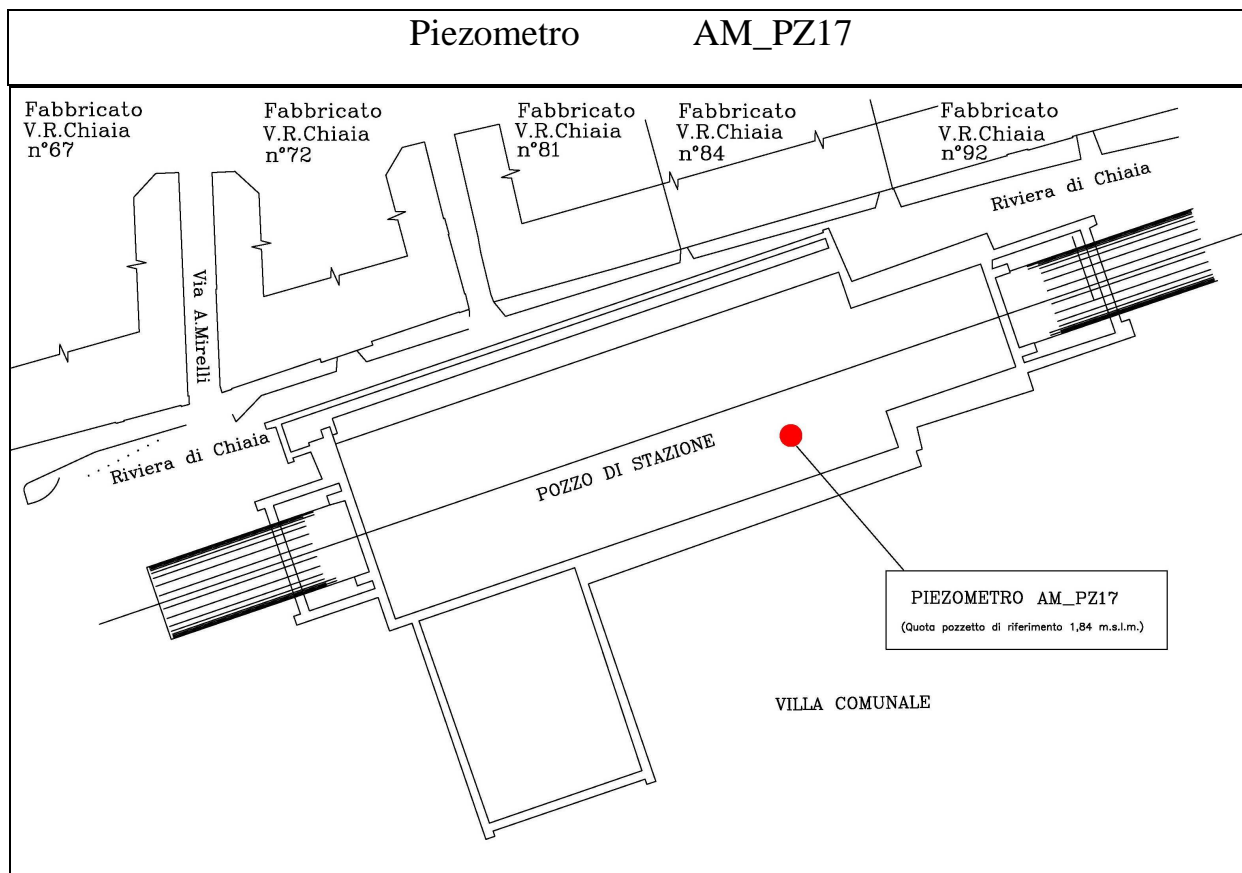 Piezometro AM_PZ17
Fabbricato
V.R.Chiaia
n°67
Fabbricato
V.R.Chiaia
n°72
Fabbricato
V.R.Chiaia
n°81
Fabbricato
V.R.Chiaia
n°84
Fabbricato
V.R.Chiaia
n°92
Riviera di Chiaia
Via A.Mirelli
Riviera di Chiaia
POZZO DI STAZIONE
PIEZOMETRO AM_PZ17
(Quota pozzetto di riferimento 1,84 m.s.l.m.)
VILLA COMUNALE